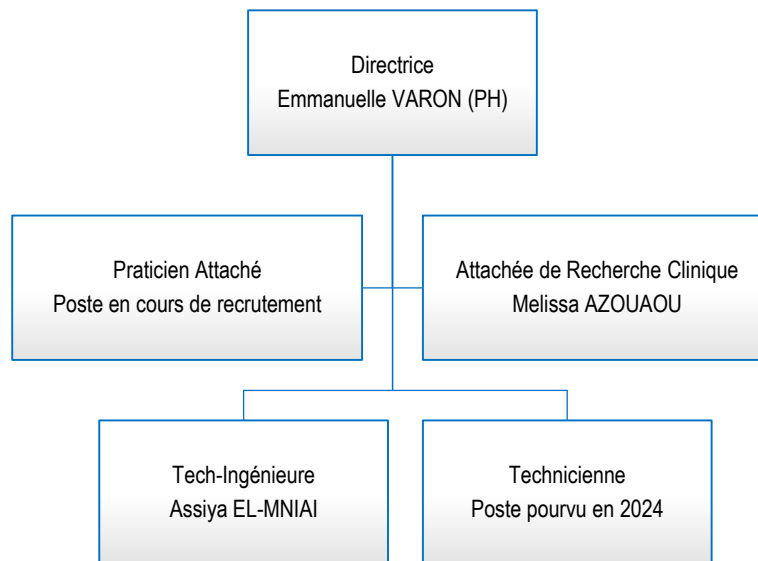 Directrice
Emmanuelle VARON (PH)
Praticien Attaché
Poste en cours de recrutement
Attachée de Recherche Clinique
Melissa AZOUAOU
Tech-Ingénieure
Assiya EL-MNIAI
Technicienne
Poste pourvu en 2024